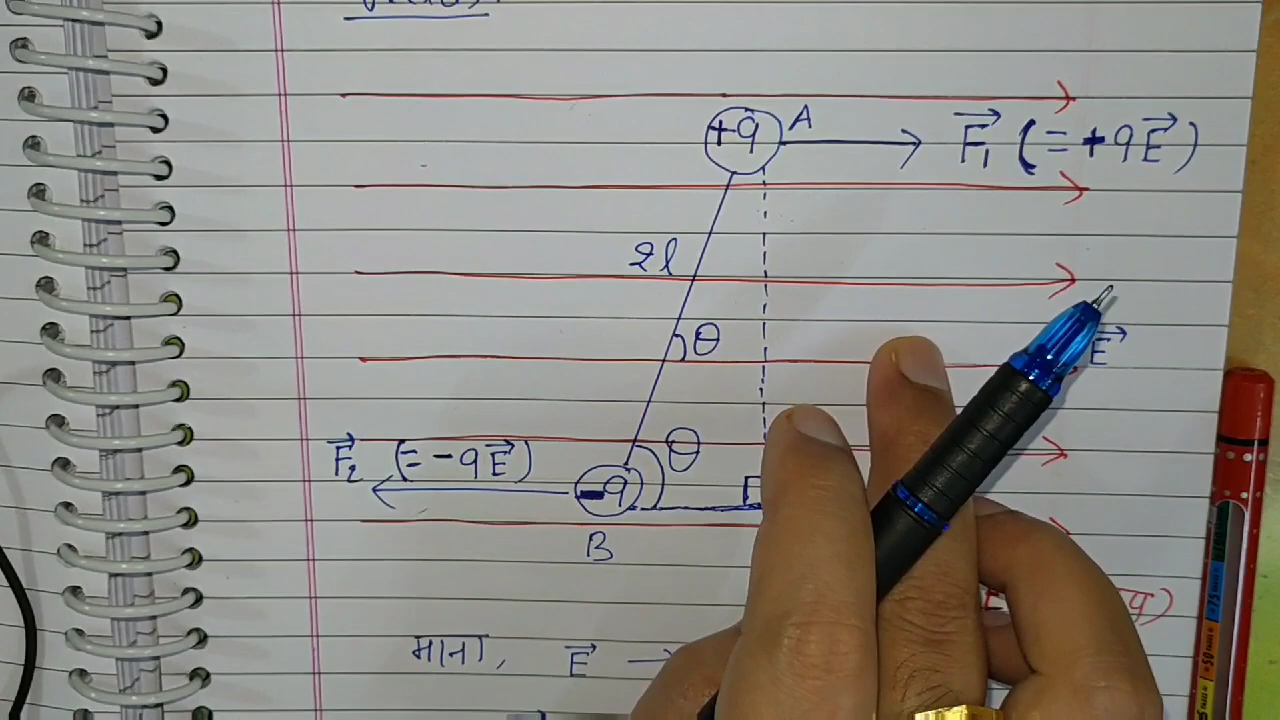 +q A F⃗₁ (= +qE⃗)
2l
θ
E⃗
F⃗₂ (= -qE⃗) θ
-q
B
माना, E⃗ →